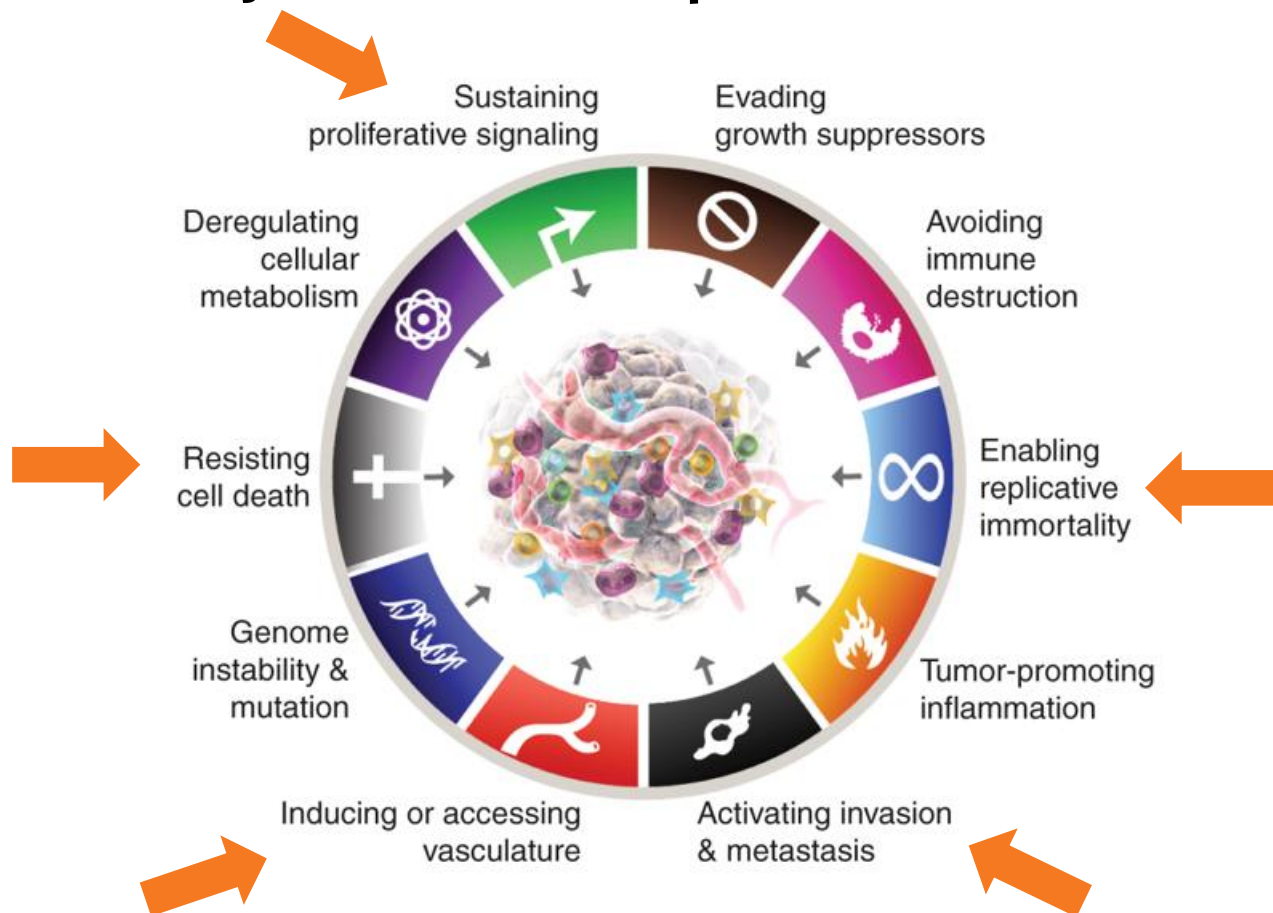 Sustaining
proliferative signaling
Evading
growth suppressors
Deregulating
cellular
metabolism
Avoiding
immune
destruction
Resisting
cell death
Enabling
replicative
immortality
Genome
instability &
mutation
Tumor-promoting
inflammation
Inducing or accessing
vasculature
Activating invasion
& metastasis